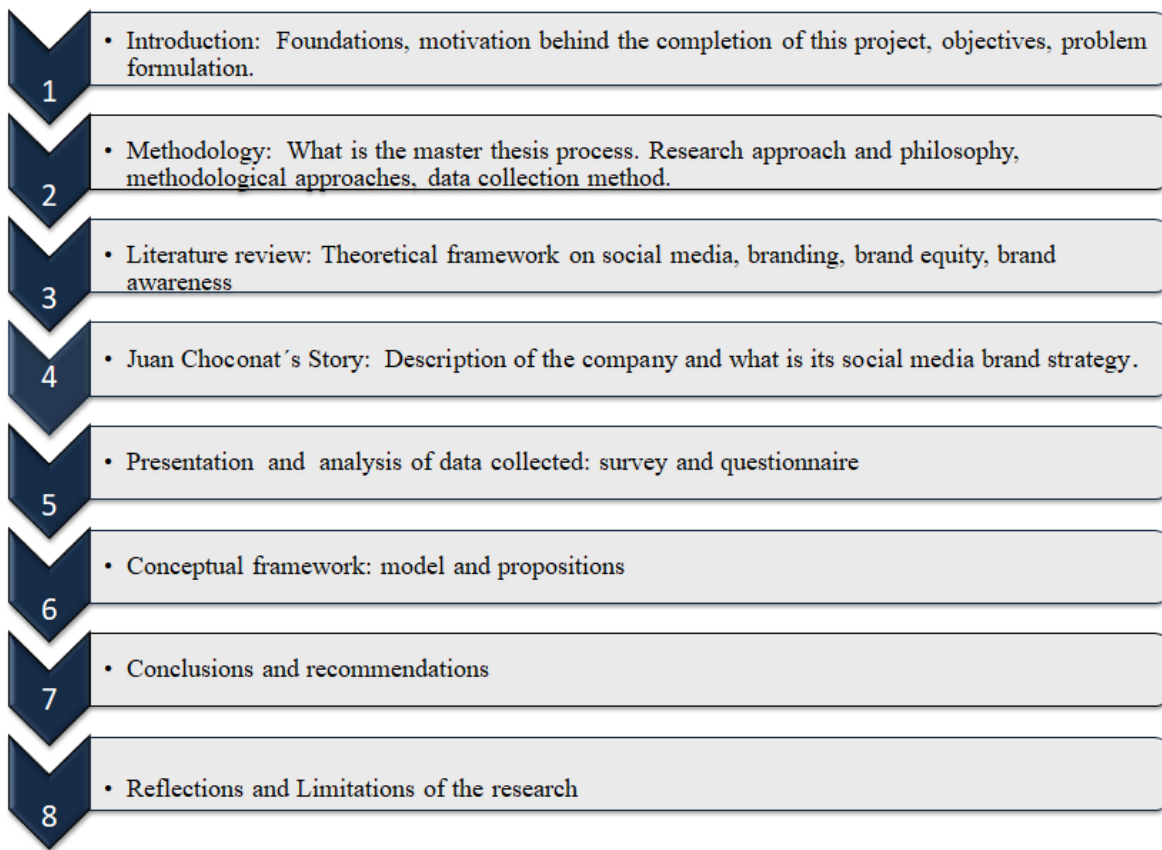 1
• Introduction: Foundations, motivation behind the completion of this project, objectives, problem
formulation.
2
• Methodology: What is the master thesis process. Research approach and philosophy,
methodological approaches, data collection method.
3
• Literature review: Theoretical framework on social media, branding, brand equity, brand
awareness
4
• Juan Choconat´s Story: Description of the company and what is its social media brand strategy.
5
• Presentation and analysis of data collected: survey and questionnaire
6
• Conceptual framework: model and propositions
7
• Conclusions and recommendations
8
• Reflections and Limitations of the research